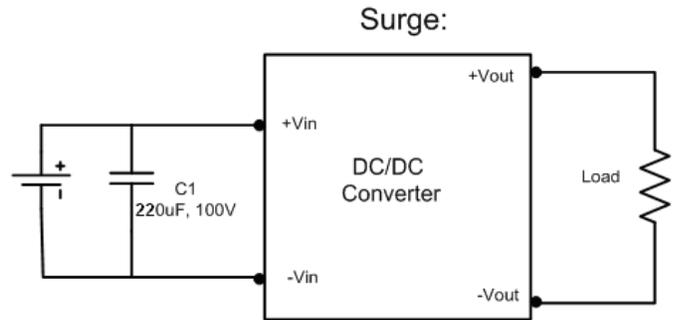 Surge:
+Vout
+Vin
DC/DC
Converter
+
-
C1
220uF, 100V
Load
-Vin
-Vout